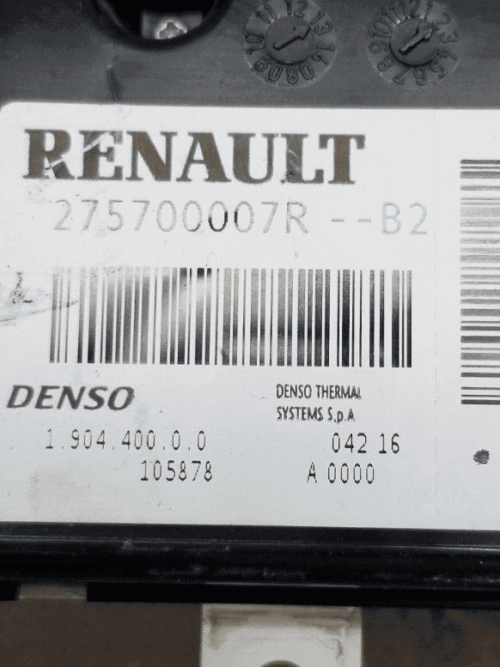 RENAULT
275700007R --B2
DENSO
DENSO THERMAL
SYSTEMS S.p.A
1.904.400.0.0
042 16
105878
A 0000